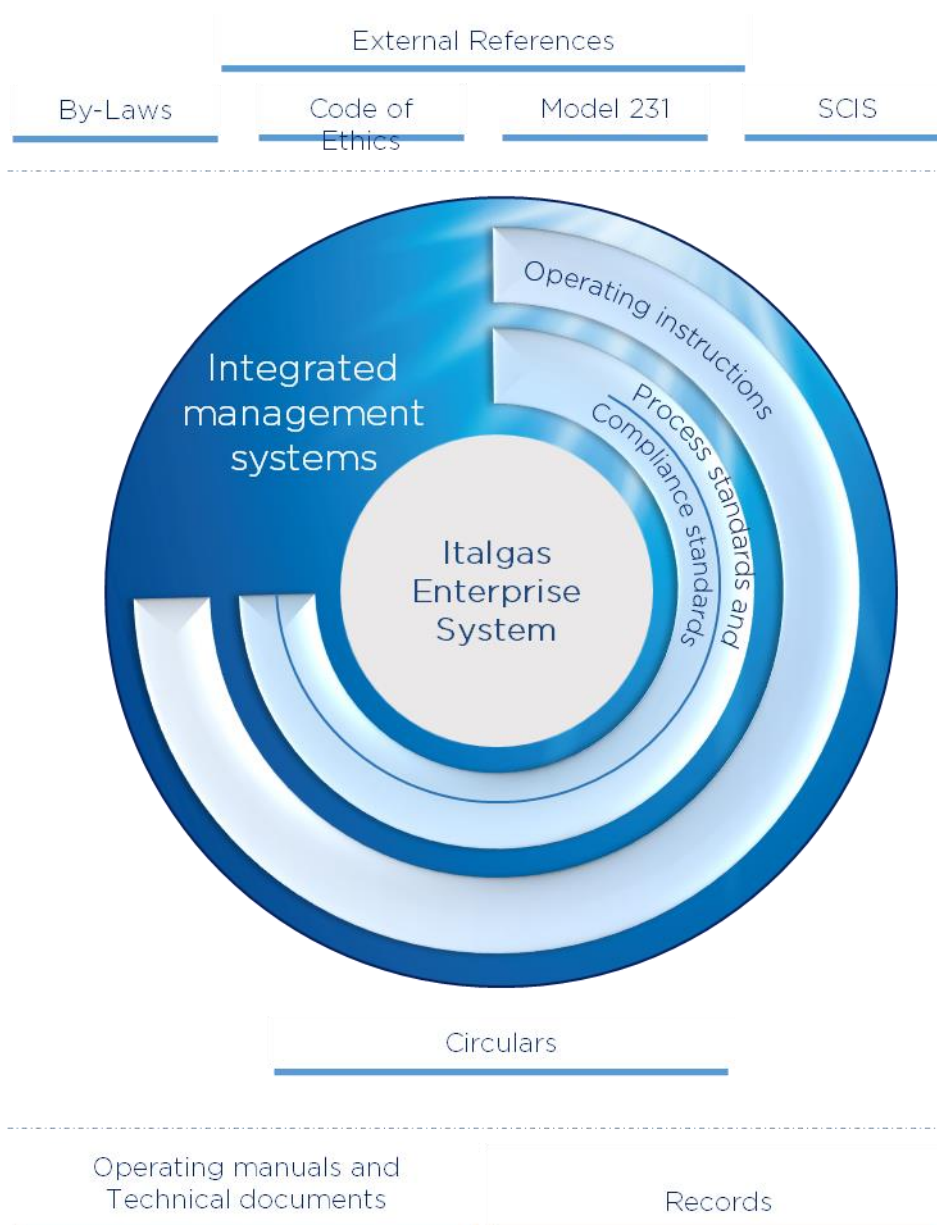 External References
By-Laws
Code of
Ethics
Model 231
SCIS
Operating instructions
Process standards and
Compliance standards
Integrated
management
systems
Italgas
Enterprise
System
Circulars
Operating manuals and
Technical documents
Records